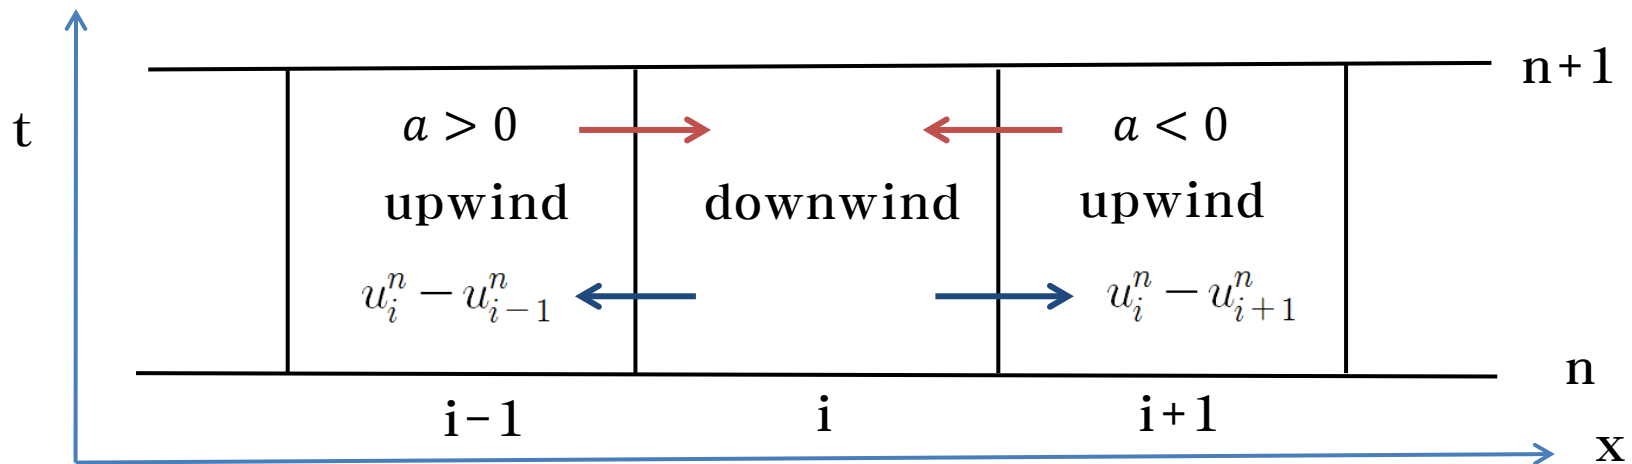 n+1
t
a > 0
a < 0
upwind
downwind
upwind
u_i^n − u_{i−1}^n
u_i^n − u_{i+1}^n
n
i−1
i
i+1
x